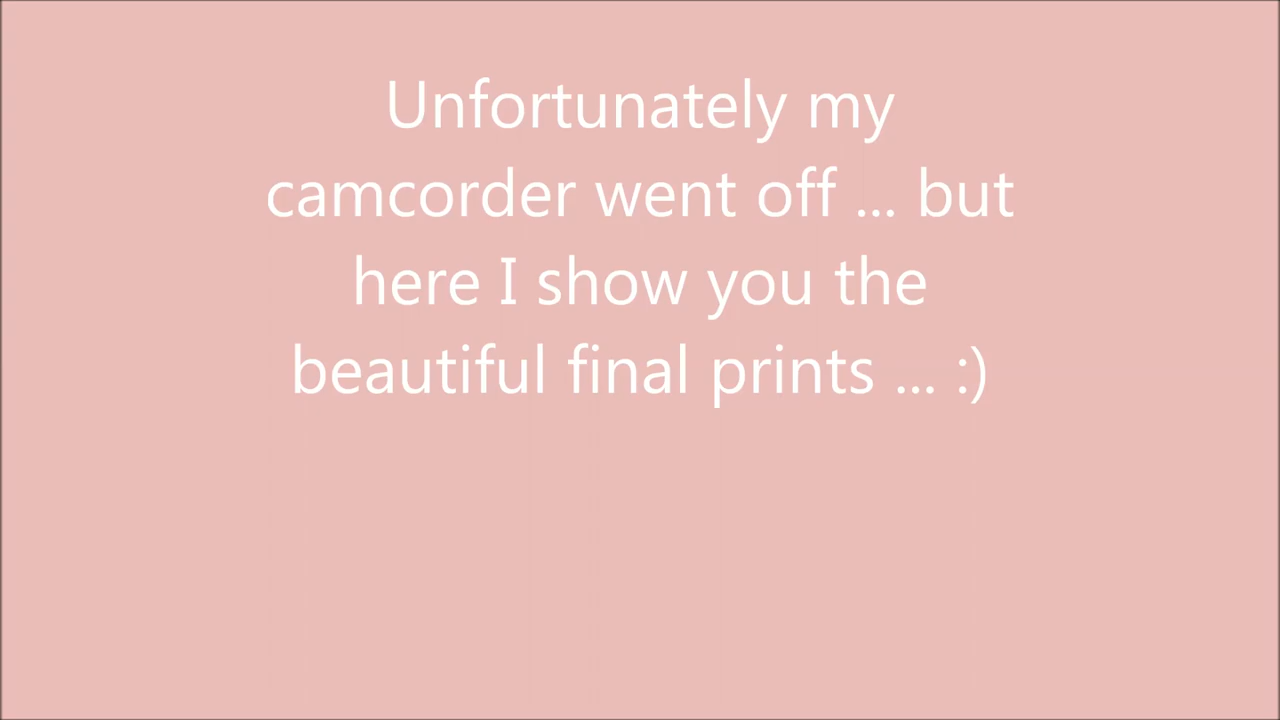 Unfortunately my
camcorder went off ... but
here I show you the
beautiful final prints ... :)